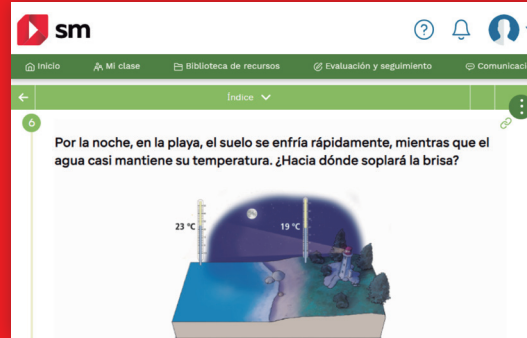 sm
Inicio
Mi clase
Biblioteca de recursos
Evaluación y seguimiento
Índice
6
Por la noche, en la playa, el suelo se enfría rápidamente, mientras que el
agua casi mantiene su temperatura. ¿Hacia dónde soplará la brisa?
23 °C
19 °C